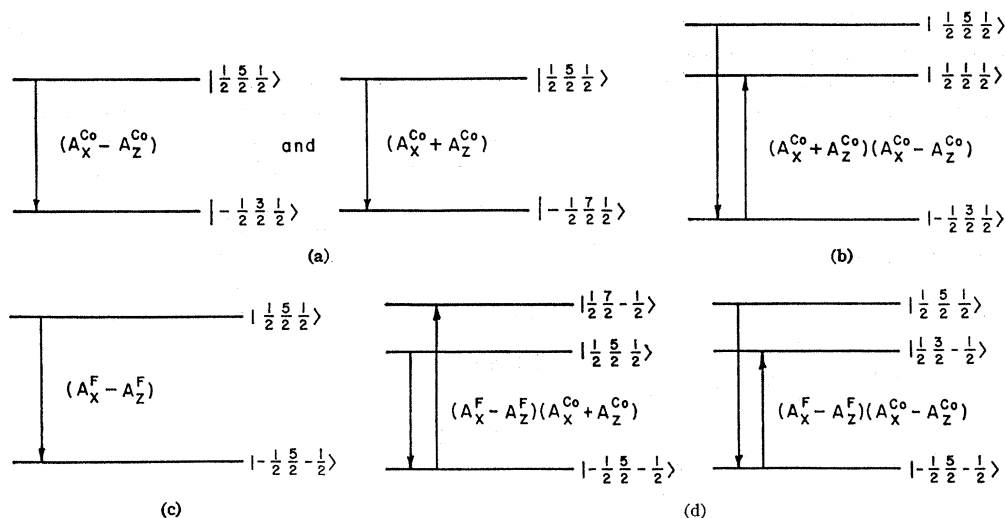 | 1/2 5/2 1/2 ⟩ | 1/2 5/2 1/2 ⟩
(A_X^Co − A_Z^Co) and (A_X^Co + A_Z^Co)
| −1/2 3/2 1/2 ⟩ | −1/2 7/2 1/2 ⟩
(a)
| 1/2 5/2 1/2 ⟩
| 1/2 1/2 1/2 ⟩
(A_X^Co + A_Z^Co)(A_X^Co − A_Z^Co)
| −1/2 3/2 1/2 ⟩
(b)
| 1/2 5/2 1/2 ⟩
(A_X^F − A_Z^F)
| −1/2 5/2 −1/2 ⟩
(c)
| 1/2 7/2 −1/2 ⟩
| 1/2 5/2 1/2 ⟩
(A_X^F − A_Z^F)(A_X^Co + A_Z^Co)
| −1/2 5/2 −1/2 ⟩
| 1/2 5/2 1/2 ⟩
| 1/2 3/2 −1/2 ⟩
(A_X^F − A_Z^F)(A_X^Co − A_Z^Co)
| −1/2 5/2 −1/2 ⟩
(d)